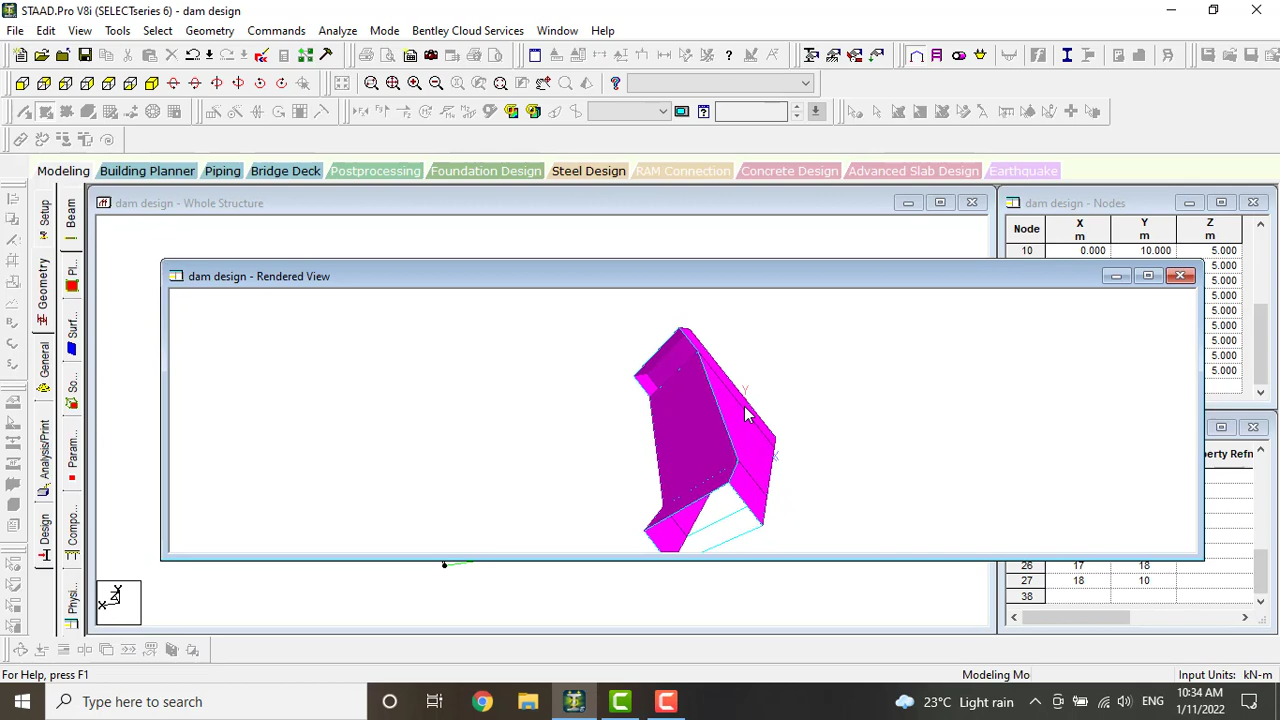 STAAD.Pro V8i (SELECTseries 6) - dam design
File Edit View Tools Select Geometry Commands Analyze Mode Bentley Cloud Services Window Help
Modeling Building Planner Piping Bridge Deck Postprocessing Foundation Design Steel Design RAM Connection Concrete Design Advanced Slab Design Earthquake
dam design - Whole Structure
dam design - Nodes
Node X m Y m Z m
10 0.000 10.000 5.000
5.000
5.000
5.000
5.000
5.000
5.000
5.000
5.000
dam design - Rendered View
Y
X
Setup
Geometry
General
Analysis/Print
Design
Beam
Pl...
Surf...
So...
Param...
Compo...
Physi...
operty Refn
26 17 18
27 18 10
38
Y
Z
X
For Help, press F1
Modeling Mo
Input Units: kN-m
Type here to search
23°C Light rain
ENG
10:34 AM
1/11/2022